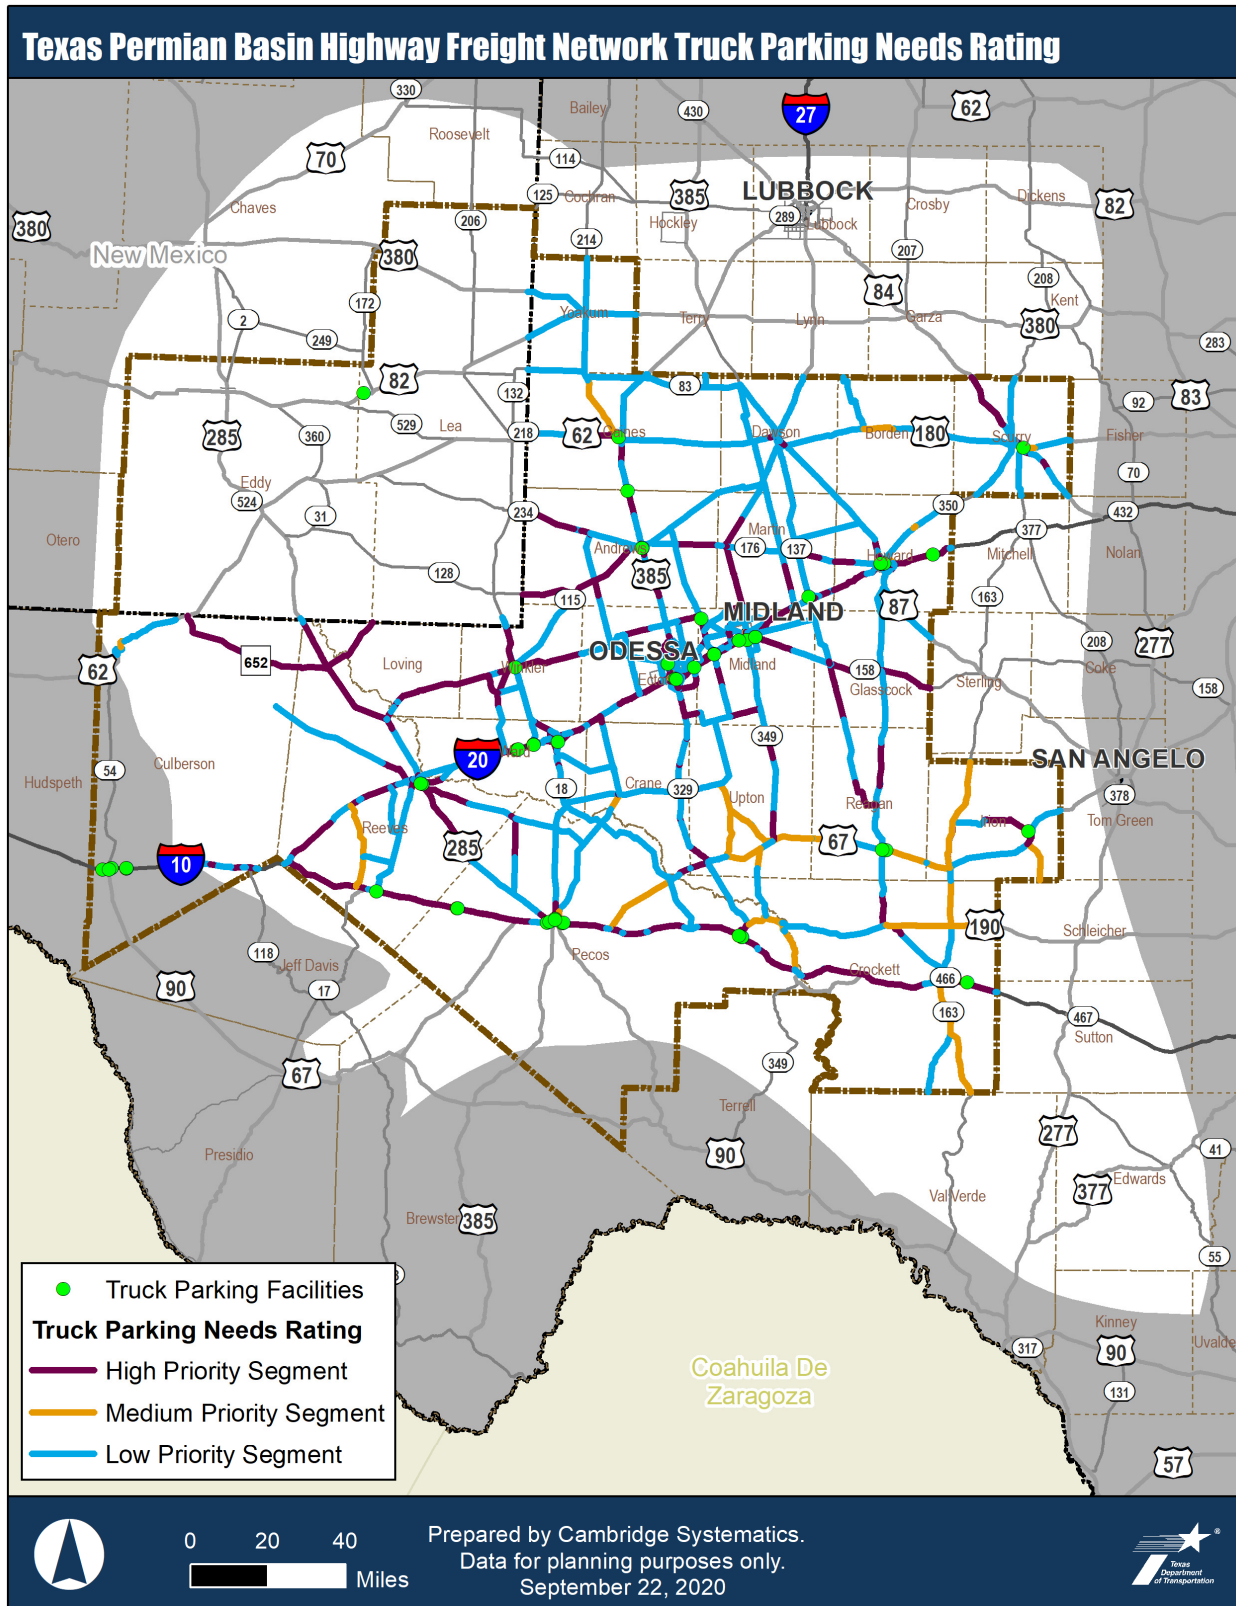 Texas Permian Basin Highway Freight Network Truck Parking Needs Rating
330
Bailey
430
27
62
Roosevelt
70
114
385
LUBBOCK
125
Cochran
Dickens
82
Chaves
Crosby
380
206
Hockley
289
Lubbock
New Mexico
214
207
380
208
84
172
Kent
2
Yoakum
Terry
Lynn
Garza
380
249
283
82
83
132
92
83
285
360
529
Lea
218
62
Gaines
Dawson
Borden
180
Scurry
Fisher
70
Eddy
524
31
234
350
432
Otero
Martin
377
Andrews
176
137
Howard
Mitchell
Nolan
128
385
115
163
87
MIDLAND
208
277
62
652
Loving
Winkler
ODESSA
Midland
158
Coke
Ector
Glasscock
Sterling
158
349
20
Ward
SAN ANGELO
Hudspeth
54
Culberson
18
Crane
329
Upton
Reagan
378
Reeves
Irion
Tom Green
285
67
10
190
Schleicher
118
Jeff Davis
Pecos
Crockett
466
90
17
163
467
Sutton
67
349
Terrell
277
Presidio
90
41
377
Edwards
Val Verde
Brewster
385
55
Kinney
317
90
Uvalde
131
57
Coahuila De
Zaragoza
Truck Parking Facilities
Truck Parking Needs Rating
High Priority Segment
Medium Priority Segment
Low Priority Segment
0 20 40
Miles
Prepared by Cambridge Systematics.
Data for planning purposes only.
September 22, 2020
®
Texas
Department
of Transportation